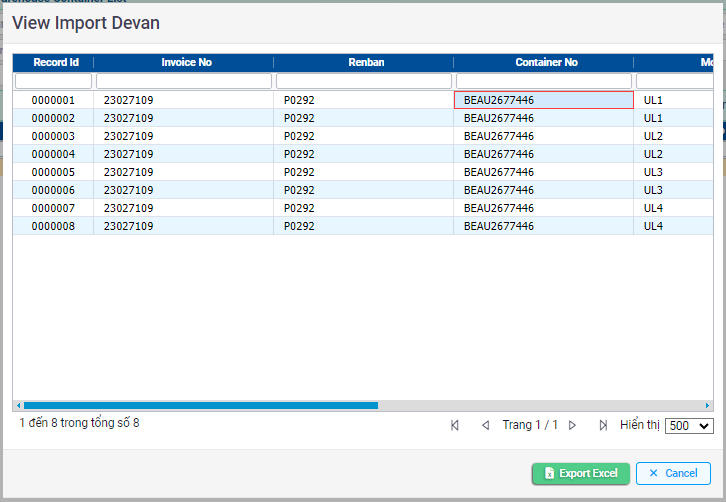 View Import Devan
Record Id Invoice No Renban Container No
0000001 23027109 P0292 BEAU2677446 UL1
0000002 23027109 P0292 BEAU2677446 UL1
0000003 23027109 P0292 BEAU2677446 UL2
0000004 23027109 P0292 BEAU2677446 UL2
0000005 23027109 P0292 BEAU2677446 UL3
0000006 23027109 P0292 BEAU2677446 UL3
0000007 23027109 P0292 BEAU2677446 UL4
0000008 23027109 P0292 BEAU2677446 UL4
1 đến 8 trong tổng số 8 Trang 1 / 1 Hiển thị 500
Export Excel Cancel